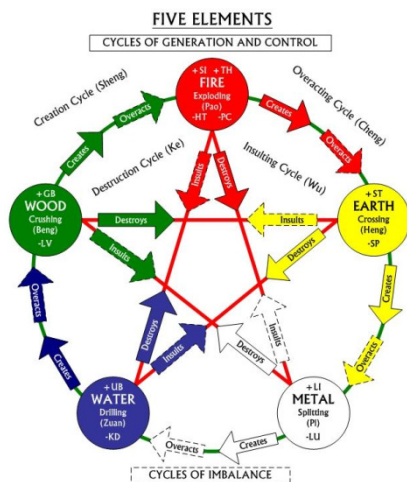 FIVE ELEMENTS
CYCLES OF GENERATION AND CONTROL
Creation Cycle (Sheng)
Overacting Cycle (Cheng)
Destruction Cycle (Ke)
Insulting Cycle (Wu)
+SI +TH
FIRE
Exploding
(Pao)
-HT -PC
Creates
Overacts
Insults
Destroys
Creates
Overacts
+GB
WOOD
Crushing
(Beng)
-LV
Destroys
Insults
+ST
EARTH
Crossing
(Heng)
-SP
Insults
Destroys
Creates
Overacts
Overacts
Creates
Destroys
Insults
+UB
WATER
Drilling
(Zuan)
-KD
Destroys
Insults
+LI
METAL
Splitting
(Pi)
-LU
Overacts
Creates
CYCLES OF IMBALANCE